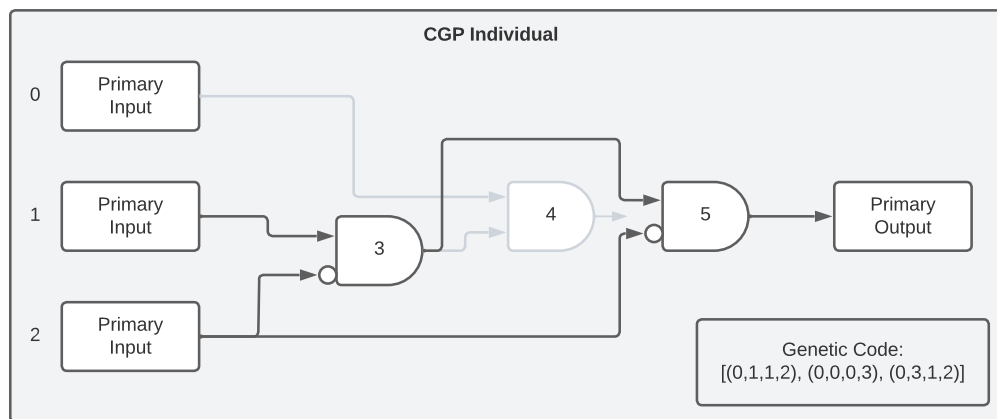 CGP Individual
0
Primary
Input
1
Primary
Input
3
4
5
Primary
Output
2
Primary
Input
Genetic Code:
[(0,1,1,2), (0,0,0,3), (0,3,1,2)]